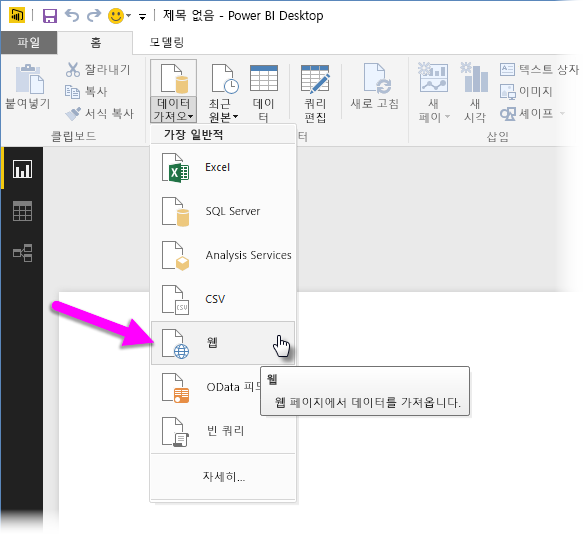 제목 없음 - Power BI Desktop
파일
홈
모델링
붙여넣기
잘라내기
복사
서식 복사
클립보드
데이터
가져오
최근
원본
데이
터
쿼리
편집
새로 고침
새
페이
새
시각
텍스트 상자
이미지
셰이프
터
삽입
가장 일반적
Excel
SQL Server
Analysis Services
CSV
웹
OData 피드
빈 쿼리
자세히...
웹
웹 페이지에서 데이터를 가져옵니다.